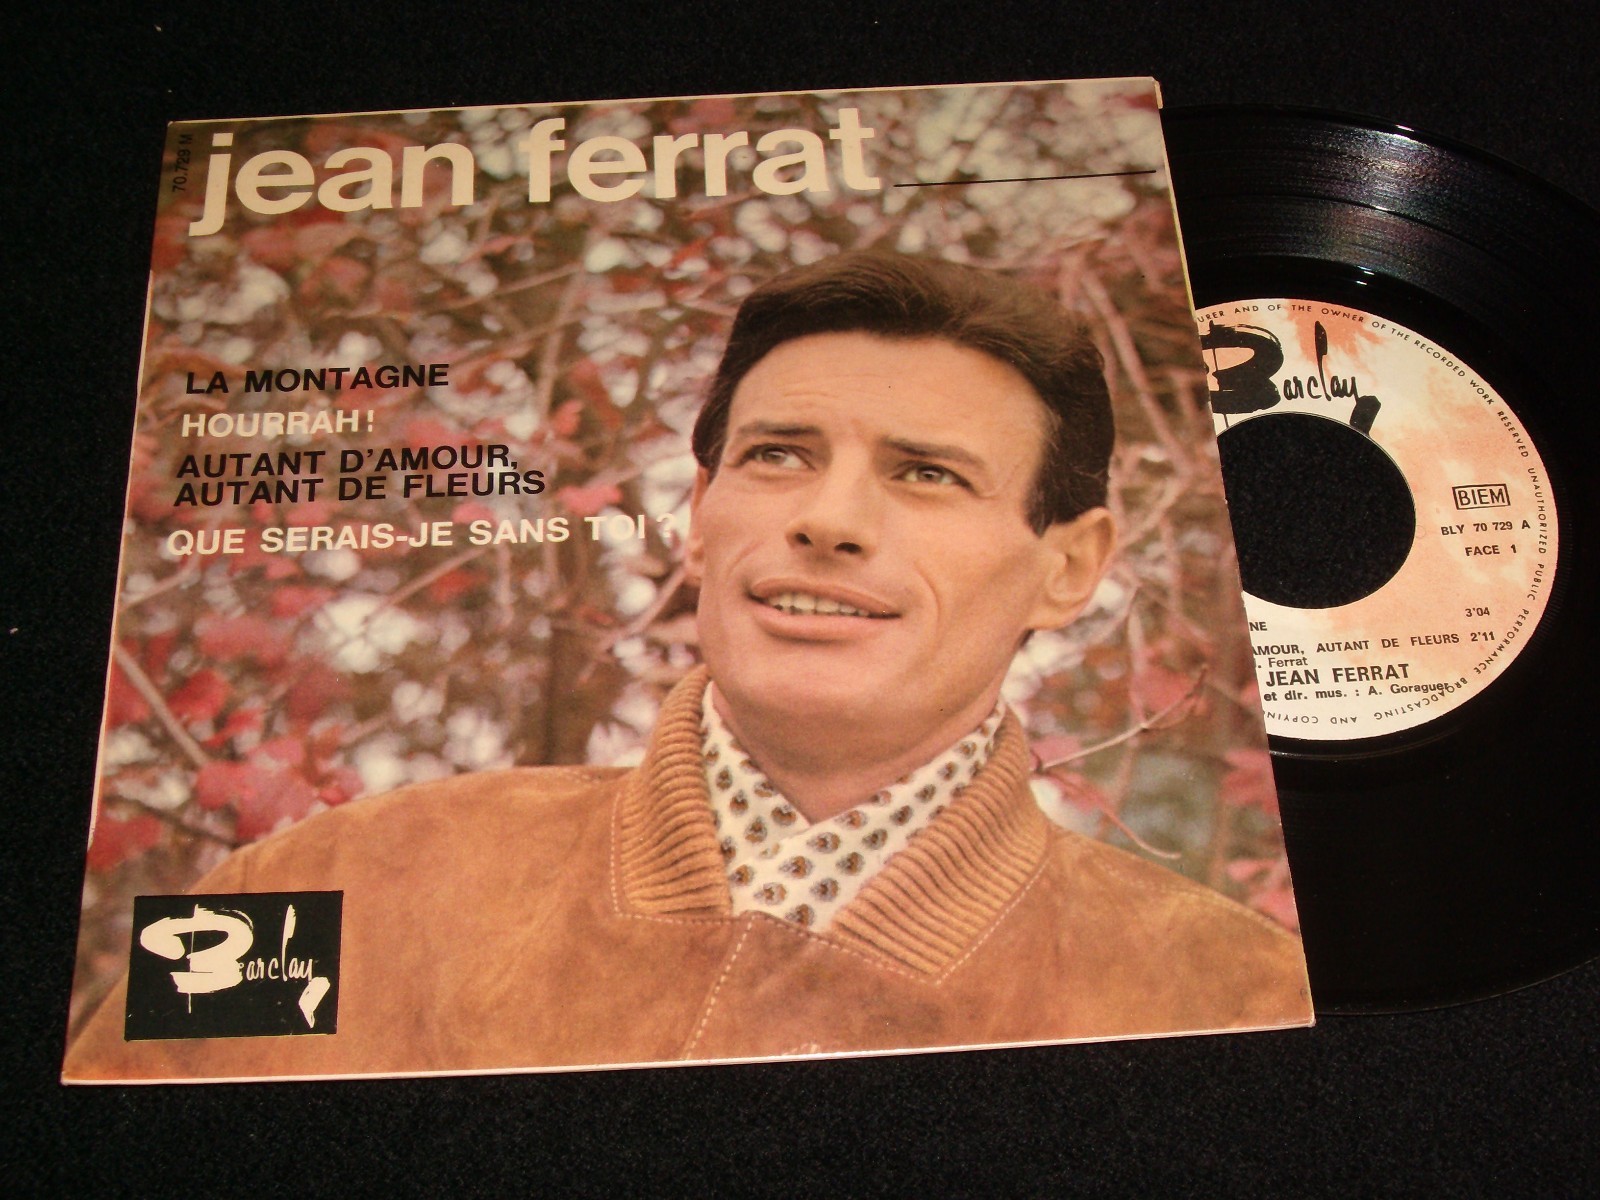 70.729 M
jean ferrat
LA MONTAGNE
HOURRAH!
AUTANT D'AMOUR,
AUTANT DE FLEURS
QUE SERAIS-JE SANS TOI?
Barclay
AND OF THE OWNER OF THE RECORDED WORK RESERVED UNAUTHORIZED PUBLIC PERFORMANCE BROADCASTING AND COPYING
Barclay
BIEM
BLY 70 729 A
FACE 1
3'04
AMOUR, AUTANT DE FLEURS 2'11
. Ferrat
JEAN FERRAT
et dir. mus. : A. Goraguer